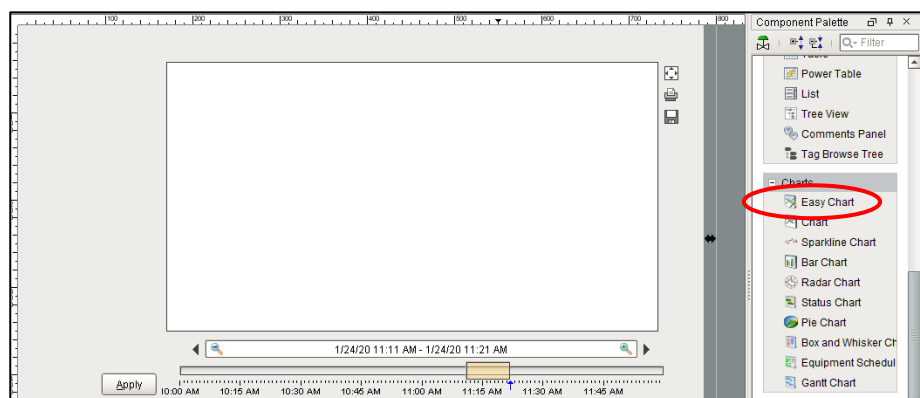 100 200 300 400 500 600 700 800
Component Palette
Filter
Table
Power Table
List
Tree View
Comments Panel
Tag Browse Tree
Charts
Easy Chart
Chart
Sparkline Chart
Bar Chart
Radar Chart
Status Chart
Pie Chart
Box and Whisker Ch
Equipment Schedul
Gantt Chart
1/24/20 11:11 AM - 1/24/20 11:21 AM
Apply
10:00 AM 10:15 AM 10:30 AM 10:45 AM 11:00 AM 11:15 AM 11:30 AM 11:45 AM